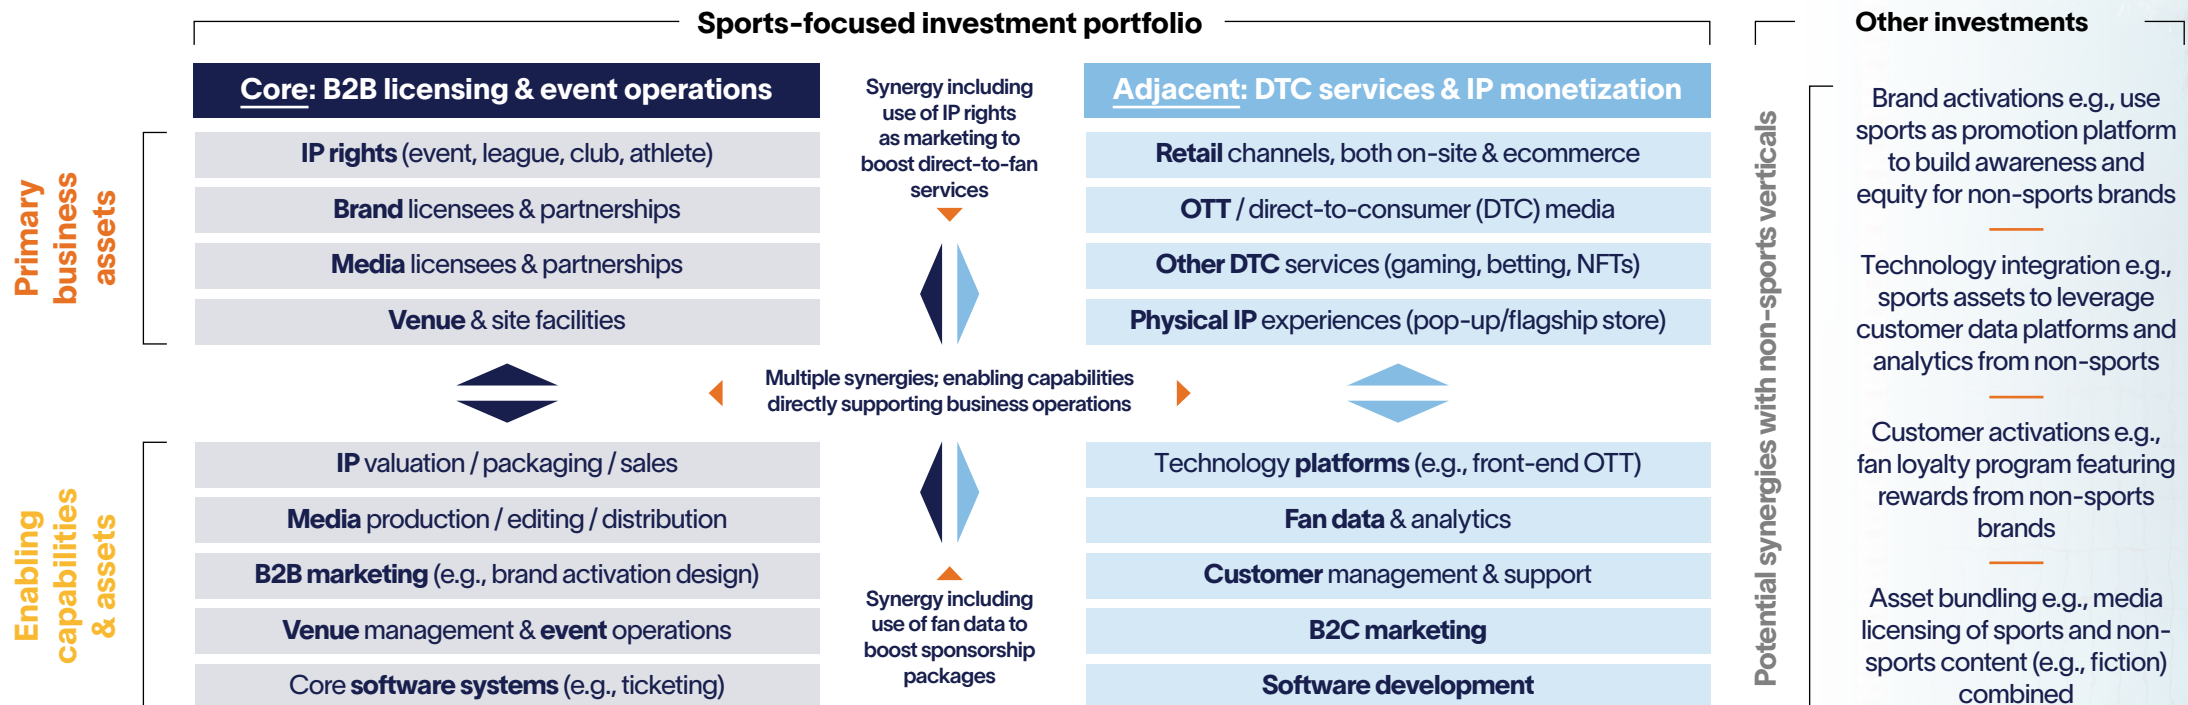 Sports-focused investment portfolio
Other investments
Core: B2B licensing & event operations
Synergy including
use of IP rights
as marketing to
boost direct-to-fan
services
Adjacent: DTC services & IP monetization
Primary
business
assets
IP rights (event, league, club, athlete)
Brand licensees & partnerships
Media licensees & partnerships
Venue & site facilities
Retail channels, both on-site & ecommerce
OTT / direct-to-consumer (DTC) media
Other DTC services (gaming, betting, NFTs)
Physical IP experiences (pop-up/flagship store)
Multiple synergies; enabling capabilities
directly supporting business operations
Enabling
capabilities
& assets
IP valuation / packaging / sales
Media production / editing / distribution
B2B marketing (e.g., brand activation design)
Venue management & event operations
Core software systems (e.g., ticketing)
Synergy including
use of fan data to
boost sponsorship
packages
Technology platforms (e.g., front-end OTT)
Fan data & analytics
Customer management & support
B2C marketing
Software development
Potential synergies with non-sports verticals
Brand activations e.g., use
sports as promotion platform
to build awareness and
equity for non-sports brands
Technology integration e.g.,
sports assets to leverage
customer data platforms and
analytics from non-sports
Customer activations e.g.,
fan loyalty program featuring
rewards from non-sports
brands
Asset bundling e.g., media
licensing of sports and non-
sports content (e.g., fiction)
combined